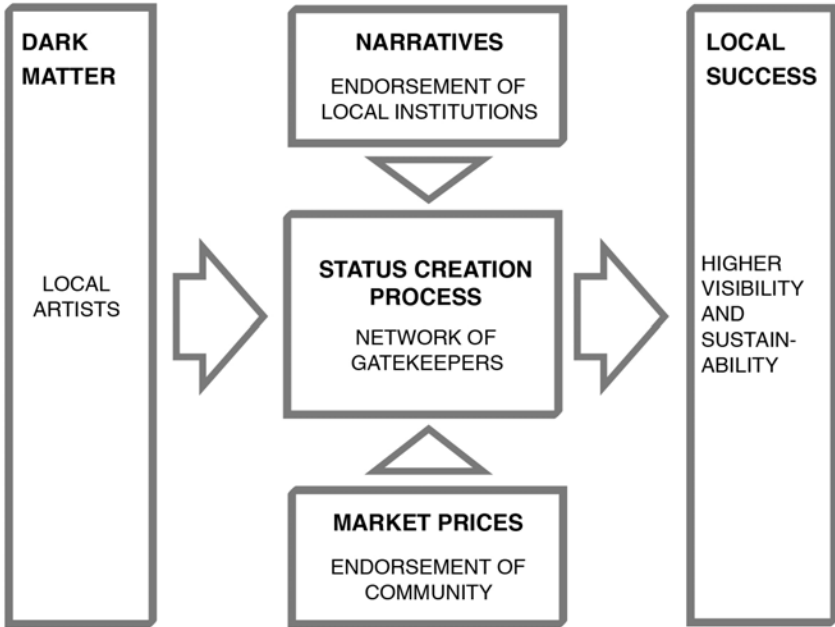 DARK
MATTER
LOCAL
ARTISTS
NARRATIVES
ENDORSEMENT OF
LOCAL INSTITUTIONS
STATUS CREATION
PROCESS
NETWORK OF
GATEKEEPERS
MARKET PRICES
ENDORSEMENT OF
COMMUNITY
LOCAL
SUCCESS
HIGHER
VISIBILITY
AND
SUSTAIN-
ABILITY